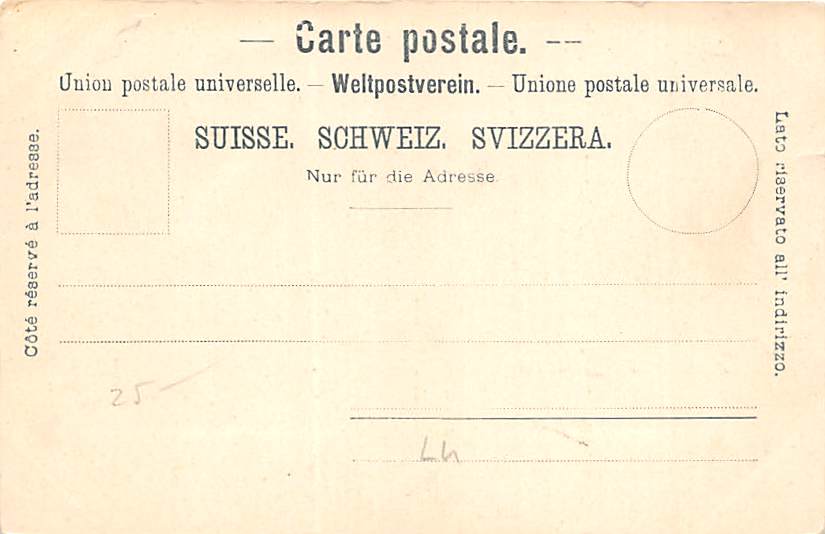 — Carte postale. —
Union postale universelle. — Weltpostverein. — Unione postale universale.
SUISSE. SCHWEIZ. SVIZZERA.
Nur für die Adresse.
Côté réservé à l'adresse.
Lato riservato all' indirizzo.
25